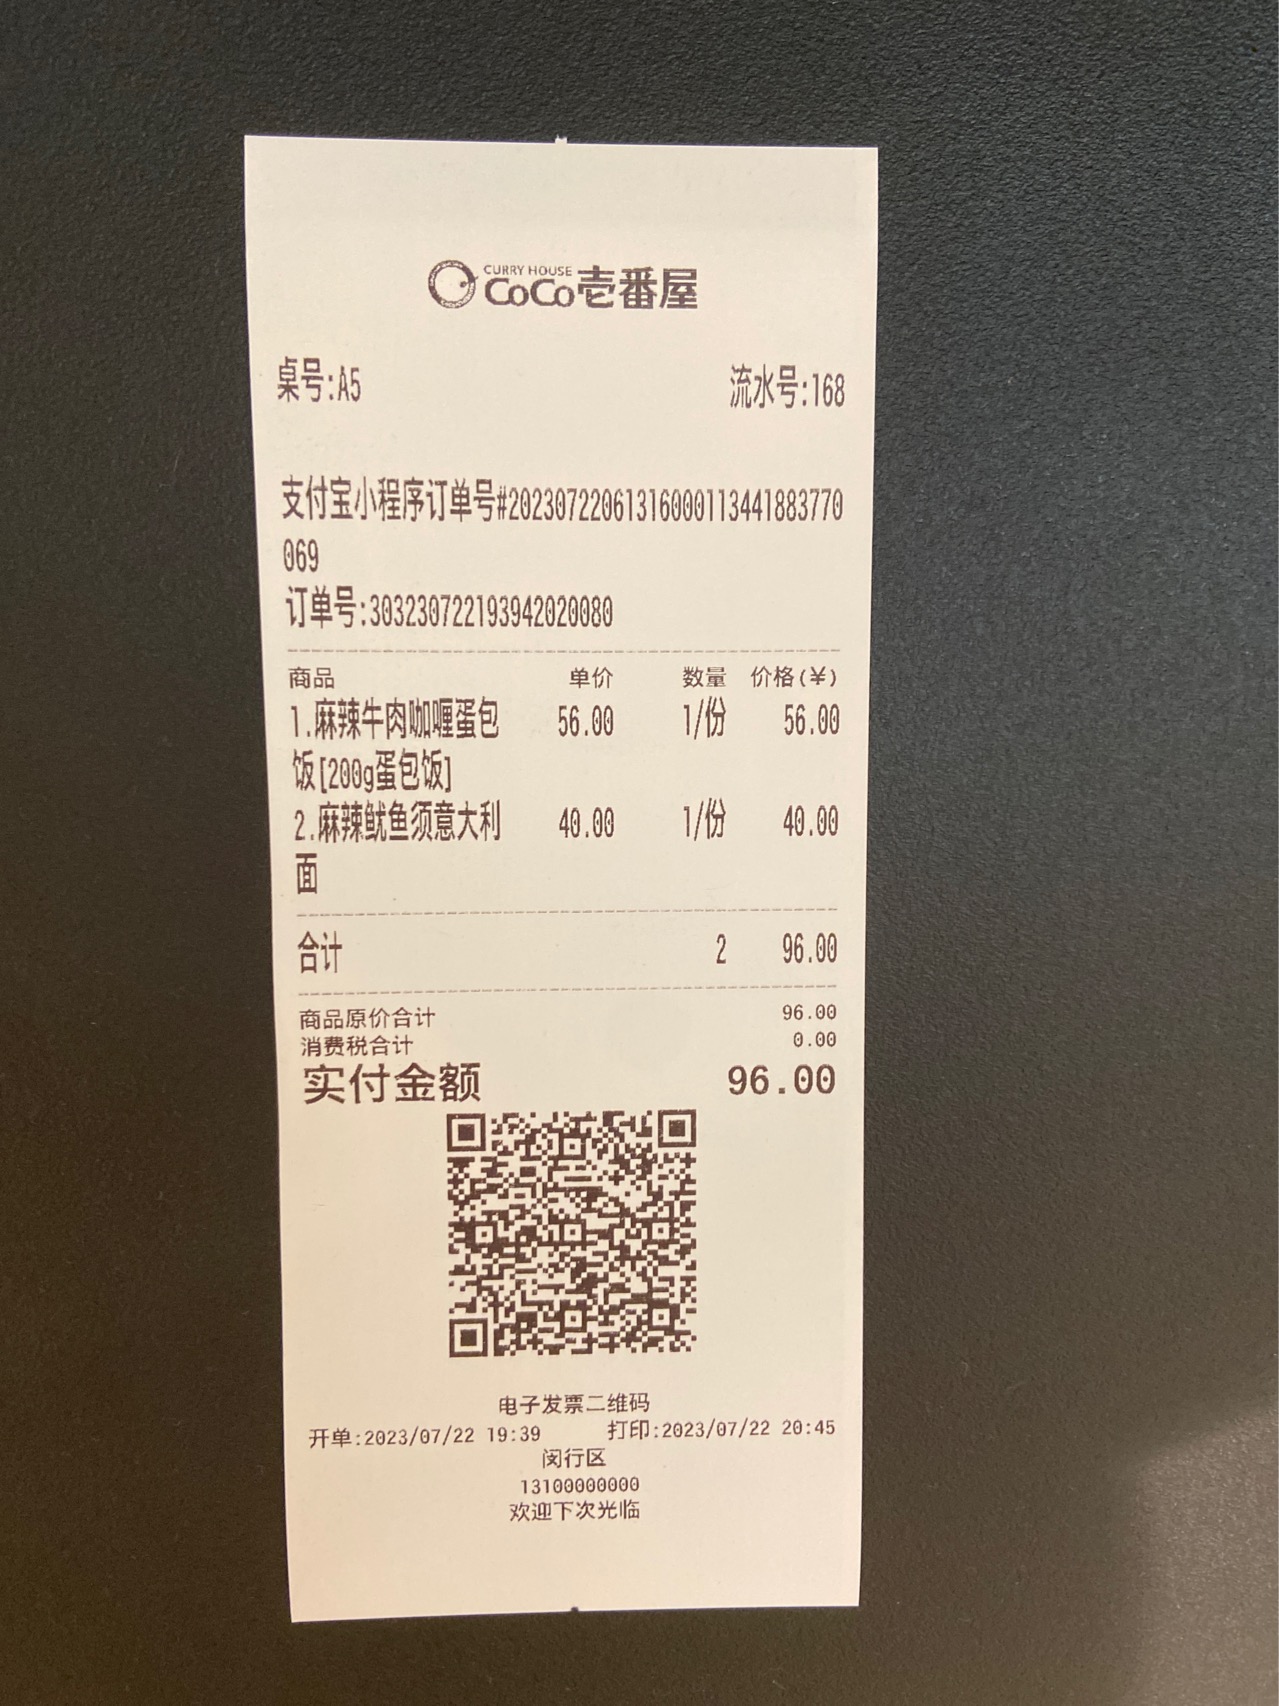 CURRY HOUSE
CoCo壱番屋
桌号:A5 流水号:168
支付宝小程序订单号#2023072206131600011344188377​0
069
订单号:303230722193942020080
商品 单价 数量 价格(¥)
1.麻辣牛肉咖喱蛋包 56.00 1/份 56.00
饭[200g蛋包饭]
2.麻辣鱿鱼须意大利 40.00 1/份 40.00
面
合计 2 96.00
商品原价合计 96.00
消费税合计 0.00
实付金额 96.00
电子发票二维码
开单:2023/07/22 19:39 打印:2023/07/22 20:45
闵行区
13100000000
欢迎下次光临